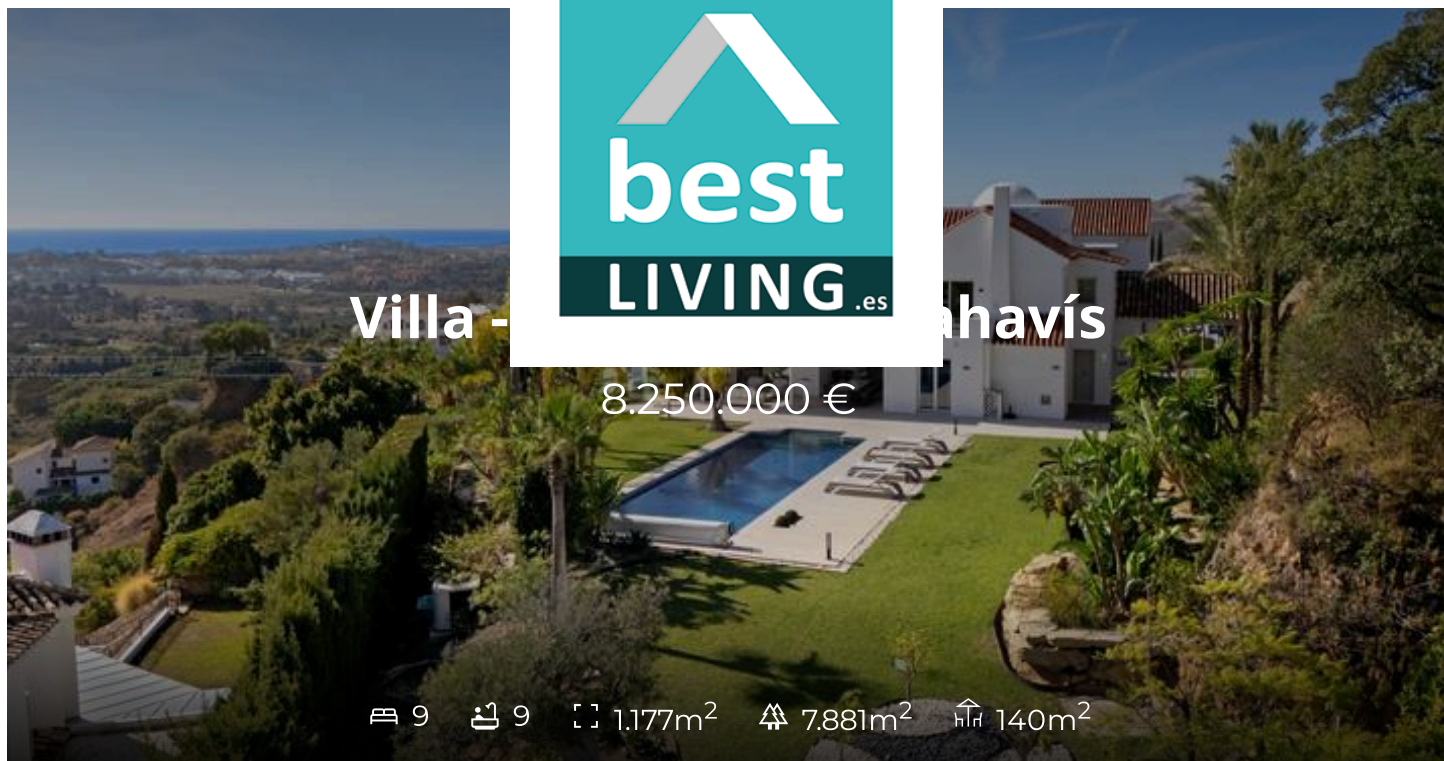 best
LIVING.es
Villa -
ahavís
8.250.000 €
9 9 1.177m² 7.881m² 140m²